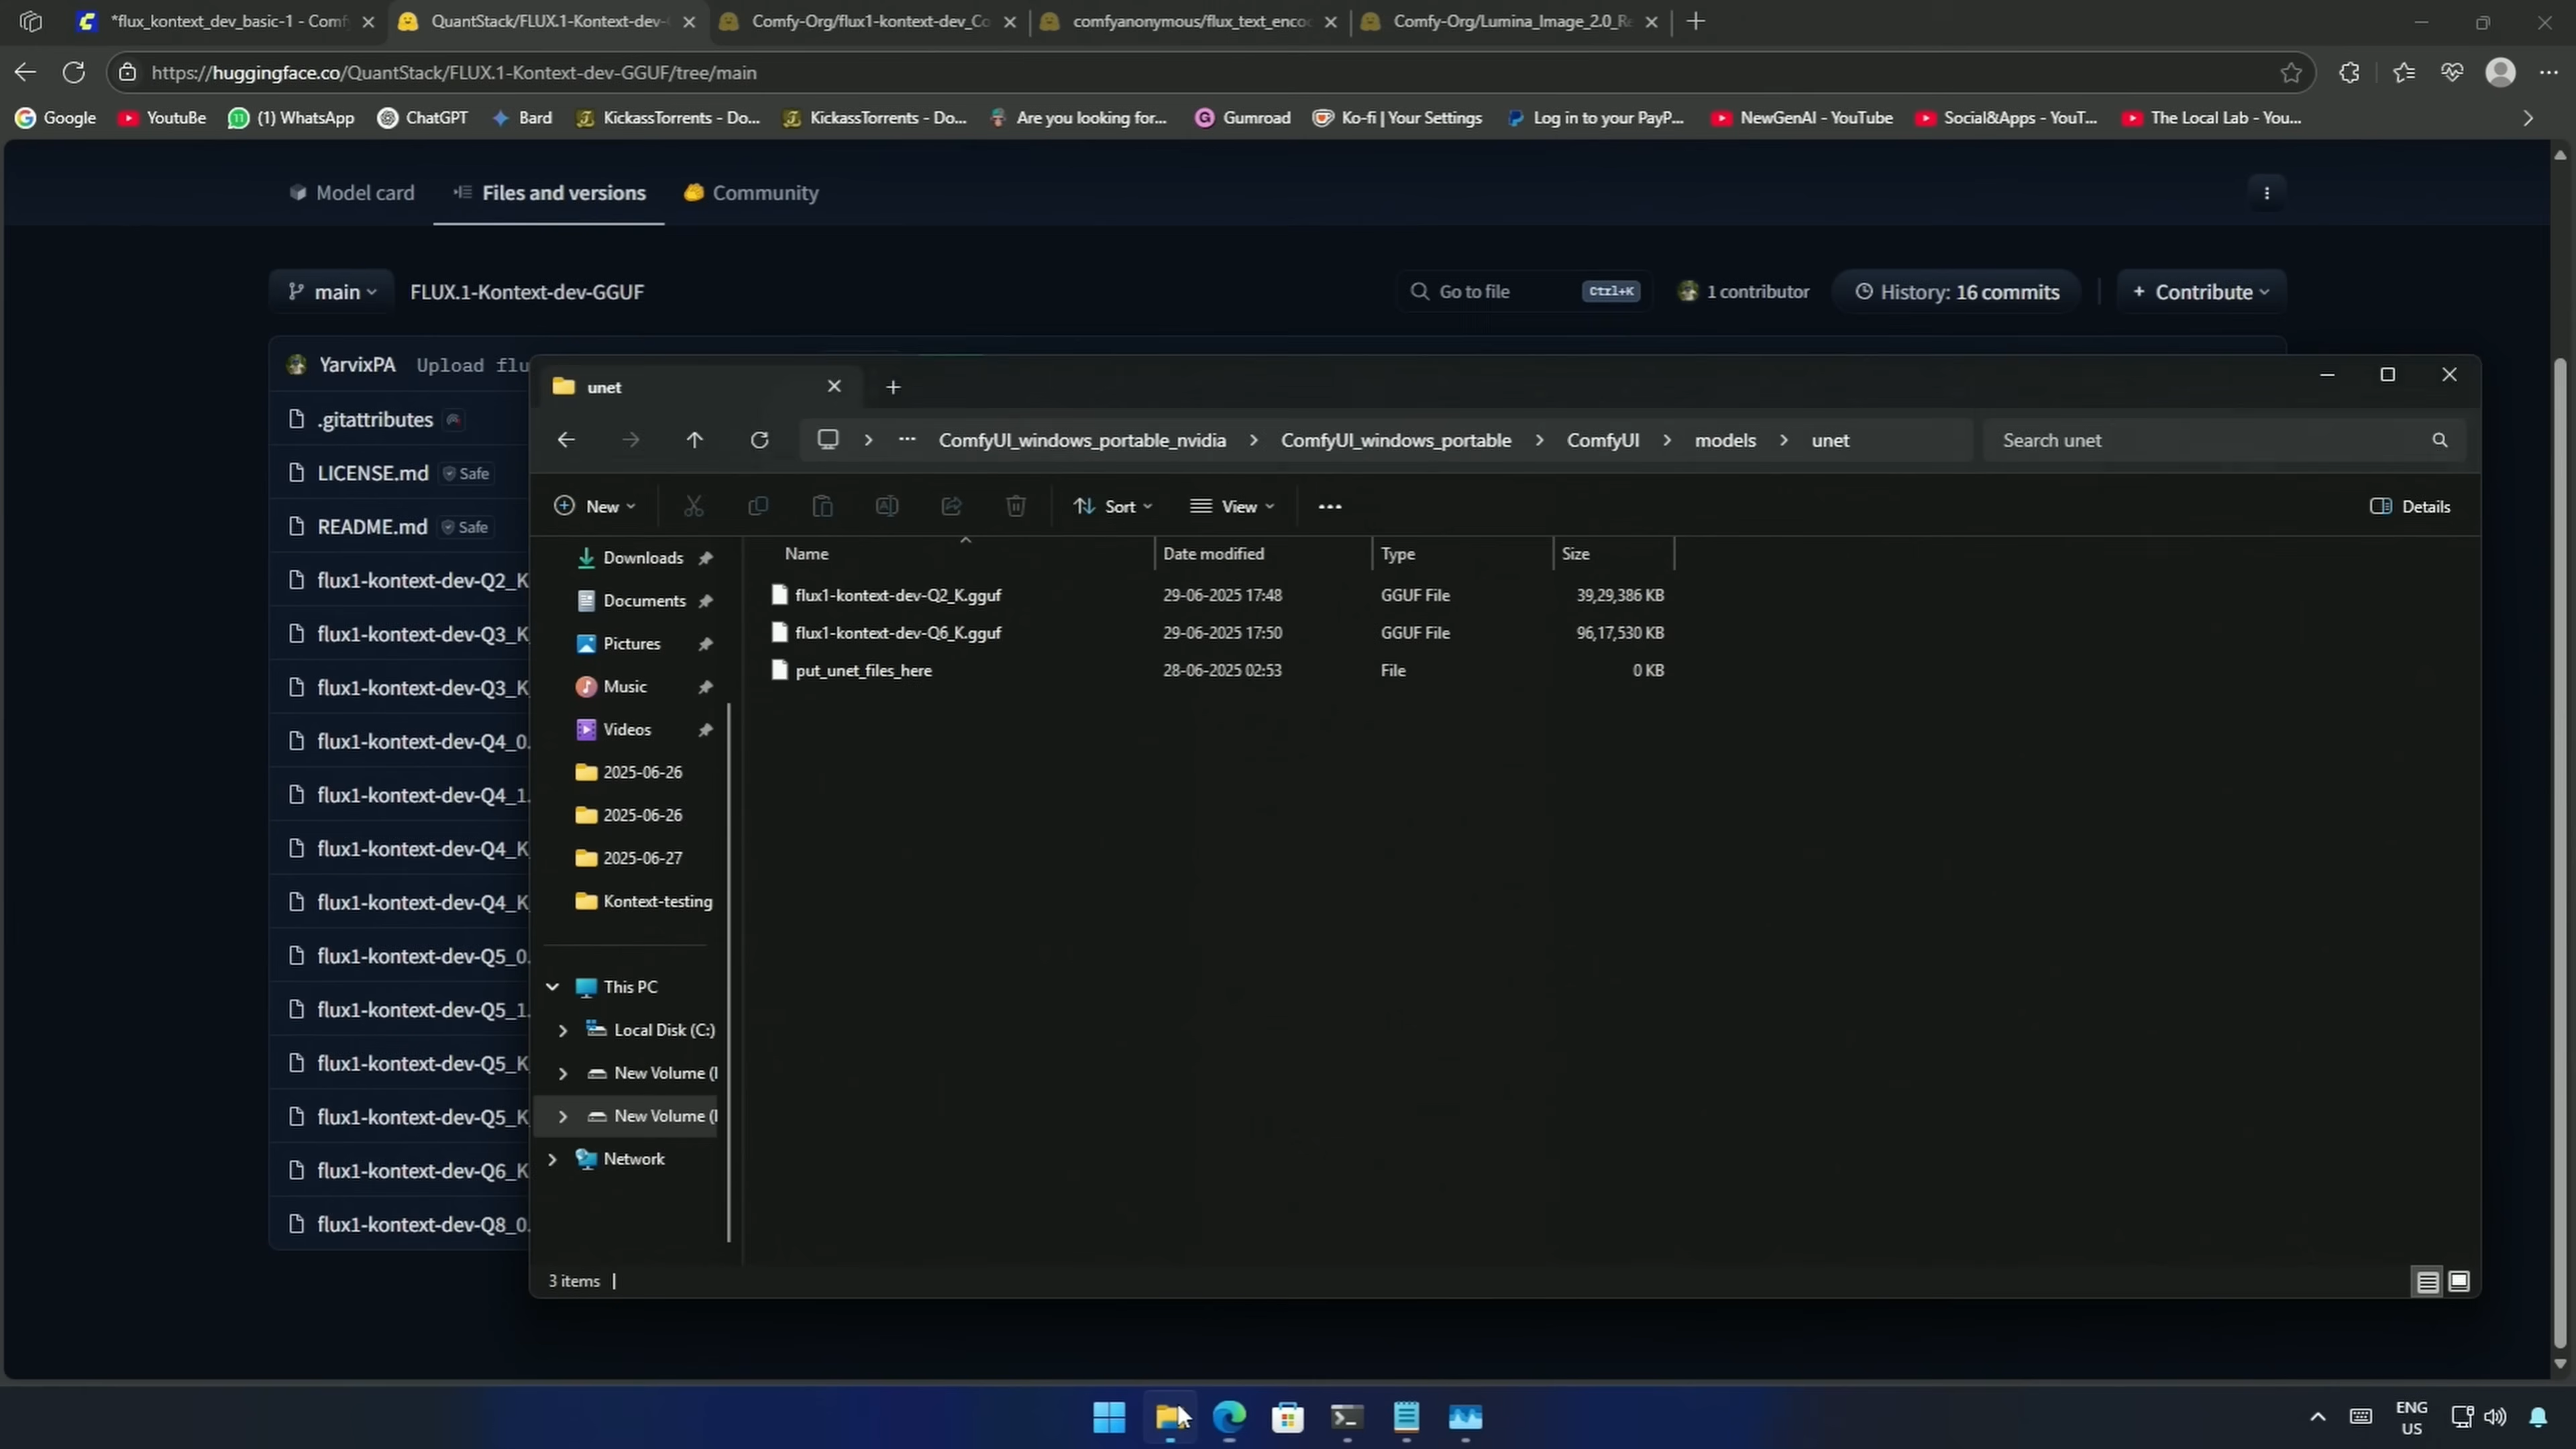 *flux_kontext_dev_basic-1 - Comf
QuantStack/FLUX.1-Kontext-dev-
Comfy-Org/flux1-kontext-dev_Co
comfyanonymous/flux_text_enco
Comfy-Org/Lumina_Image_2.0_Re
https://huggingface.co/QuantStack/FLUX.1-Kontext-dev-GGUF/tree/main
Google
YoutuBe
(1) WhatsApp
ChatGPT
Bard
KickassTorrents - Do...
KickassTorrents - Do...
Are you looking for...
Gumroad
Ko-fi | Your Settings
Log in to your PayP...
NewGenAI - YouTube
Social&Apps - YouT...
The Local Lab - You...
Model card
Files and versions
Community
main
FLUX.1-Kontext-dev-GGUF
Go to file
Ctrl+K
1 contributor
History: 16 commits
+ Contribute
YarvixPA
Upload flu
.gitattributes
LICENSE.md
Safe
README.md
Safe
flux1-kontext-dev-Q2_K
flux1-kontext-dev-Q3_K
flux1-kontext-dev-Q3_K
flux1-kontext-dev-Q4_0.
flux1-kontext-dev-Q4_1.
flux1-kontext-dev-Q4_K
flux1-kontext-dev-Q4_K
flux1-kontext-dev-Q5_0.
flux1-kontext-dev-Q5_1.
flux1-kontext-dev-Q5_K
flux1-kontext-dev-Q5_K
flux1-kontext-dev-Q6_K
flux1-kontext-dev-Q8_0.
unet
... > ComfyUI_windows_portable_nvidia > ComfyUI_windows_portable > ComfyUI > models > unet
Search unet
New
Sort
View
Details
Downloads
Documents
Pictures
Music
Videos
2025-06-26
2025-06-26
2025-06-27
Kontext-testing
This PC
Local Disk (C:)
New Volume (
New Volume (
Network
Name Date modified Type Size
flux1-kontext-dev-Q2_K.gguf 29-06-2025 17:48 GGUF File 39,29,386 KB
flux1-kontext-dev-Q6_K.gguf 29-06-2025 17:50 GGUF File 96,17,530 KB
put_unet_files_here 28-06-2025 02:53 File 0 KB
3 items
ENG
US